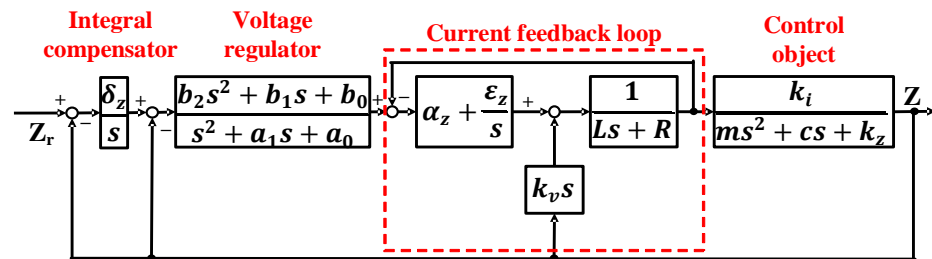 Integral compensator
Voltage regulator
Current feedback loop
Control object
Z_r
+
−
δ_z / s
+
−
b_2s^2 + b_1s + b_0 / s^2 + a_1s + a_0
+
−
α_z + ε_z / s
+
1 / Ls + R
k_i / ms^2 + cs + k_z
Z
k_vs